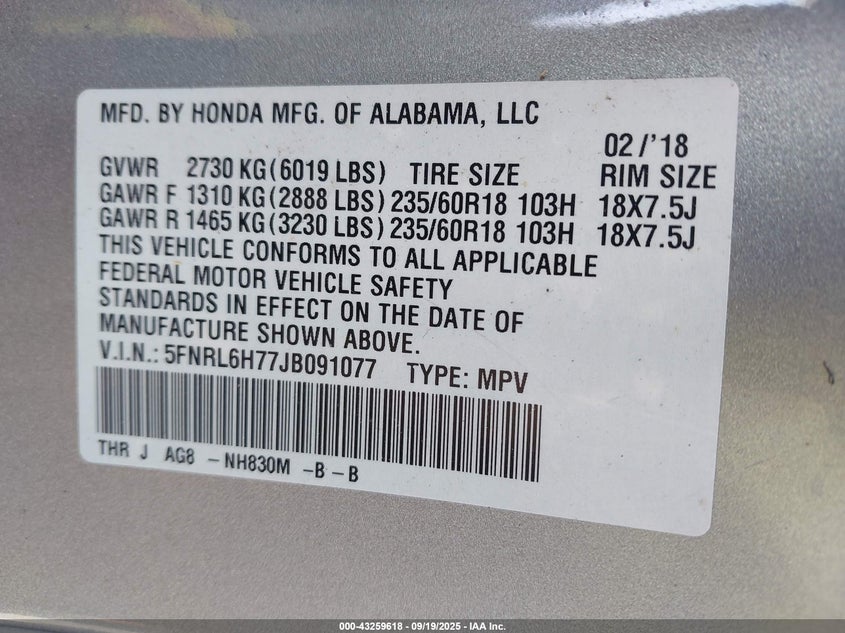 MFD. BY HONDA MFG. OF ALABAMA, LLC
02/'18
GVWR 2730 KG(6019 LBS) TIRE SIZE RIM SIZE
GAWR F 1310 KG(2888 LBS) 235/60R18 103H 18X7.5J
GAWR R 1465 KG(3230 LBS) 235/60R18 103H 18X7.5J
THIS VEHICLE CONFORMS TO ALL APPLICABLE
FEDERAL MOTOR VEHICLE SAFETY
STANDARDS IN EFFECT ON THE DATE OF
MANUFACTURE SHOWN ABOVE.
V.I.N.: 5FNRL6H77JB091077 TYPE: MPV
THR J AG8 -NH830M -B-B
000-43259618 - 09/19/2025 - IAA Inc.